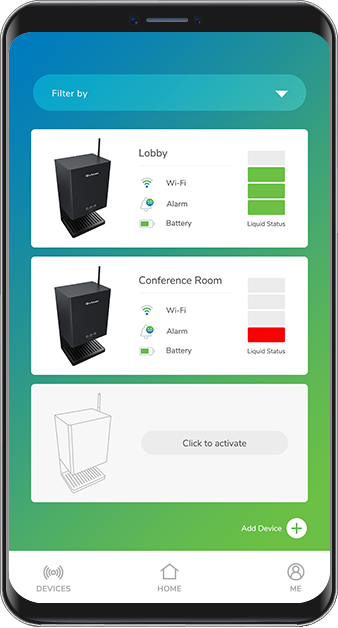 Filter by
Lobby
Wi-Fi
Alarm
Battery
Liquid Status
Conference Room
Wi-Fi
Alarm
Battery
Liquid Status
Click to activate
Add Device
DEVICES
HOME
ME